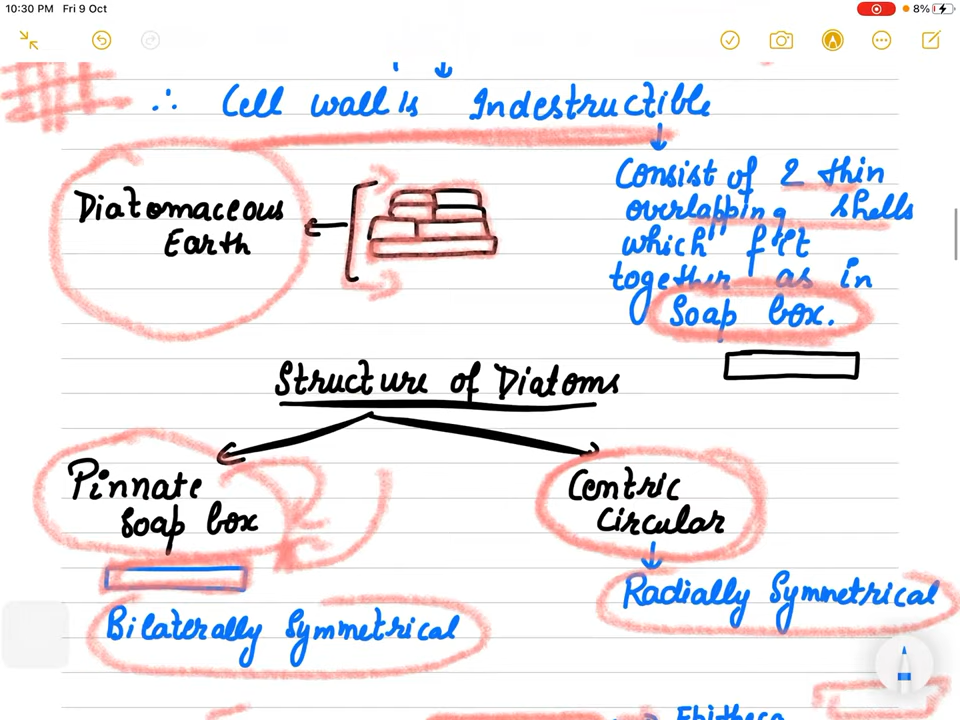 10:30 PM Fri 9 Oct
8%
∴ Cell wall is Indestructible
Consist of 2 thin
overlapping shells
which fit
together as in
Soap box.
Diatomaceous
Earth
Structure of Diatoms
Pinnate
Soap box
Bilaterally Symmetrical
Centric
Circular
Radially Symmetrical